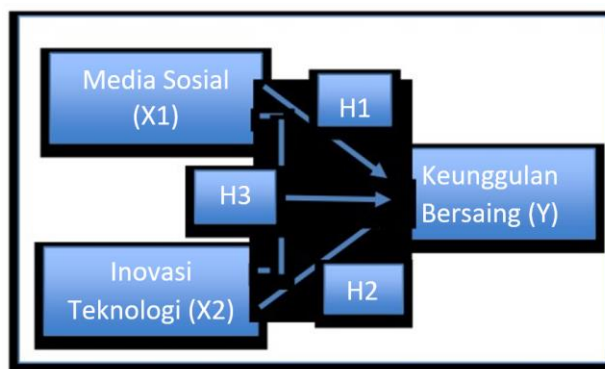 Media Sosial
(X1)
H1
Keunggulan
Bersaing (Y)
H3
Inovasi
Teknologi (X2)
H2